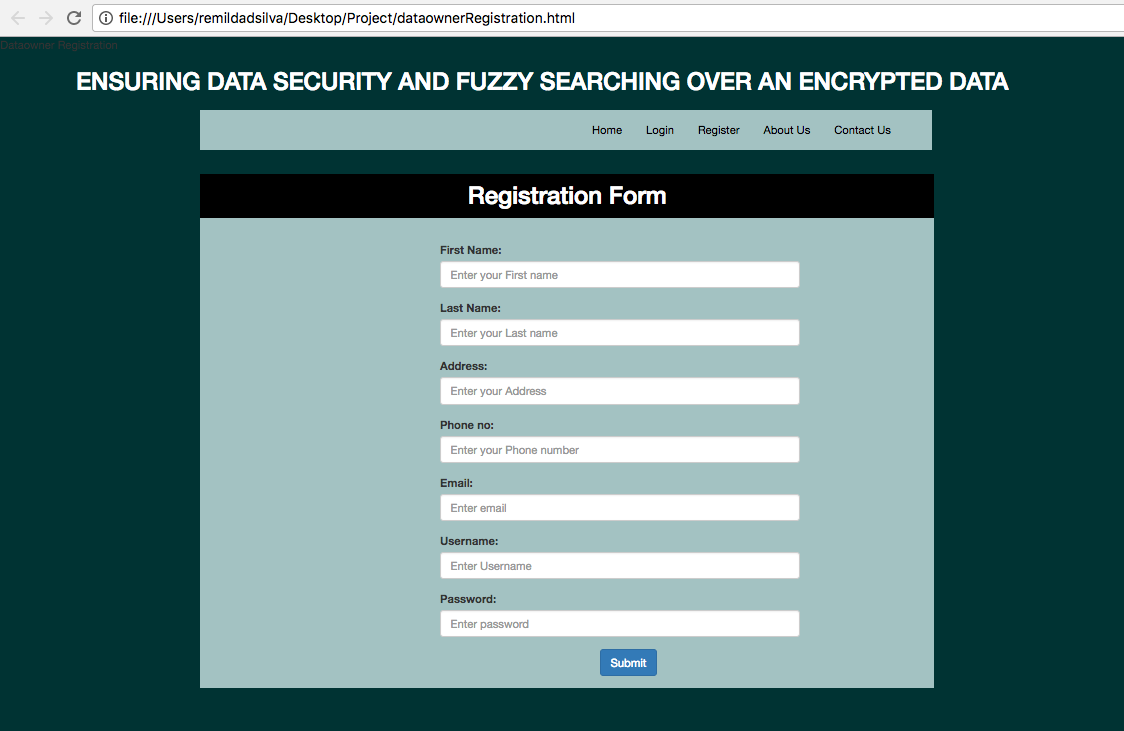 file:///Users/remildadsilva/Desktop/Project/dataownerRegistration.html
Dataowner Registration
ENSURING DATA SECURITY AND FUZZY SEARCHING OVER AN ENCRYPTED DATA
Home Login Register About Us Contact Us
Registration Form
First Name:
Enter your First name
Last Name:
Enter your Last name
Address:
Enter your Address
Phone no:
Enter your Phone number
Email:
Enter email
Username:
Enter Username
Password:
Enter password
Submit